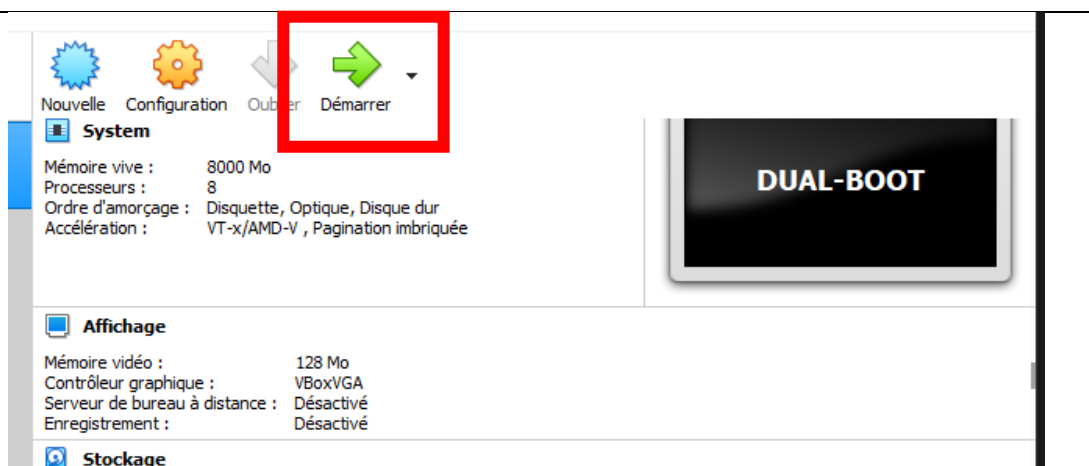 Nouvelle Configuration Oublier Démarrer
System
DUAL-BOOT
Mémoire vive : 8000 Mo
Processeurs : 8
Ordre d'amorçage : Disquette, Optique, Disque dur
Accélération : VT-x/AMD-V , Pagination imbriquée
Affichage
Mémoire vidéo : 128 Mo
Contrôleur graphique : VBoxVGA
Serveur de bureau à distance : Désactivé
Enregistrement : Désactivé
Stockage